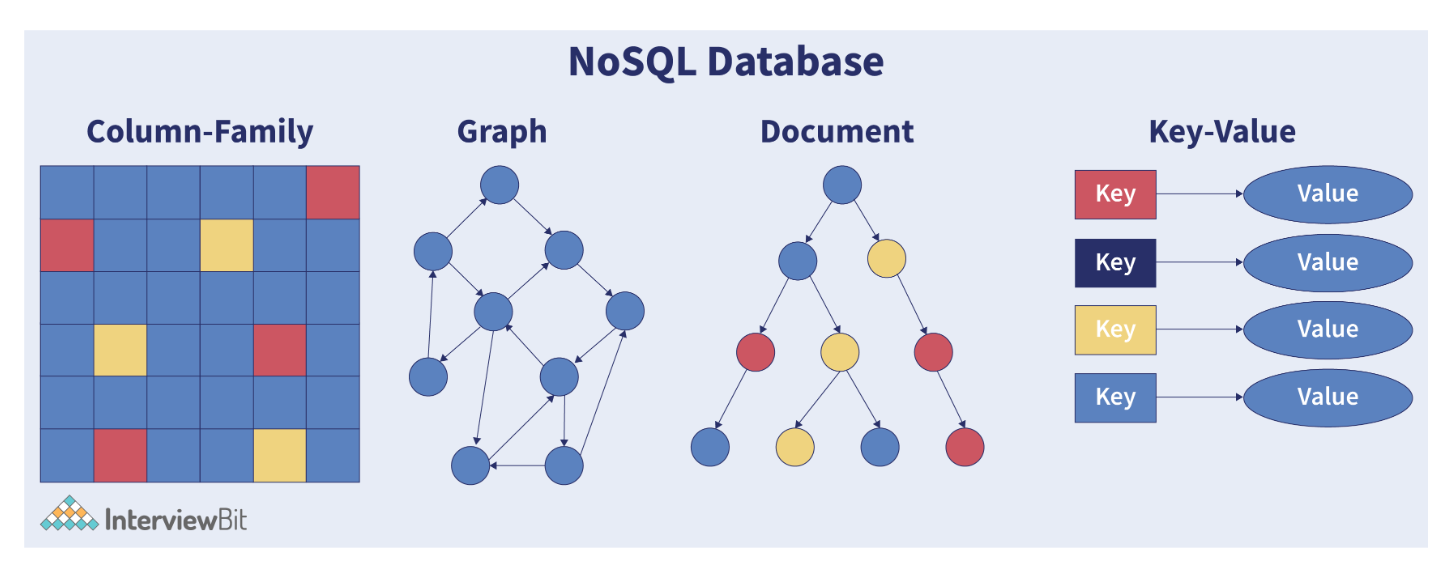 NoSQL Database
Column-Family
Graph
Document
Key-Value
Key
Value
Key
Value
Key
Value
Key
Value
InterviewBit